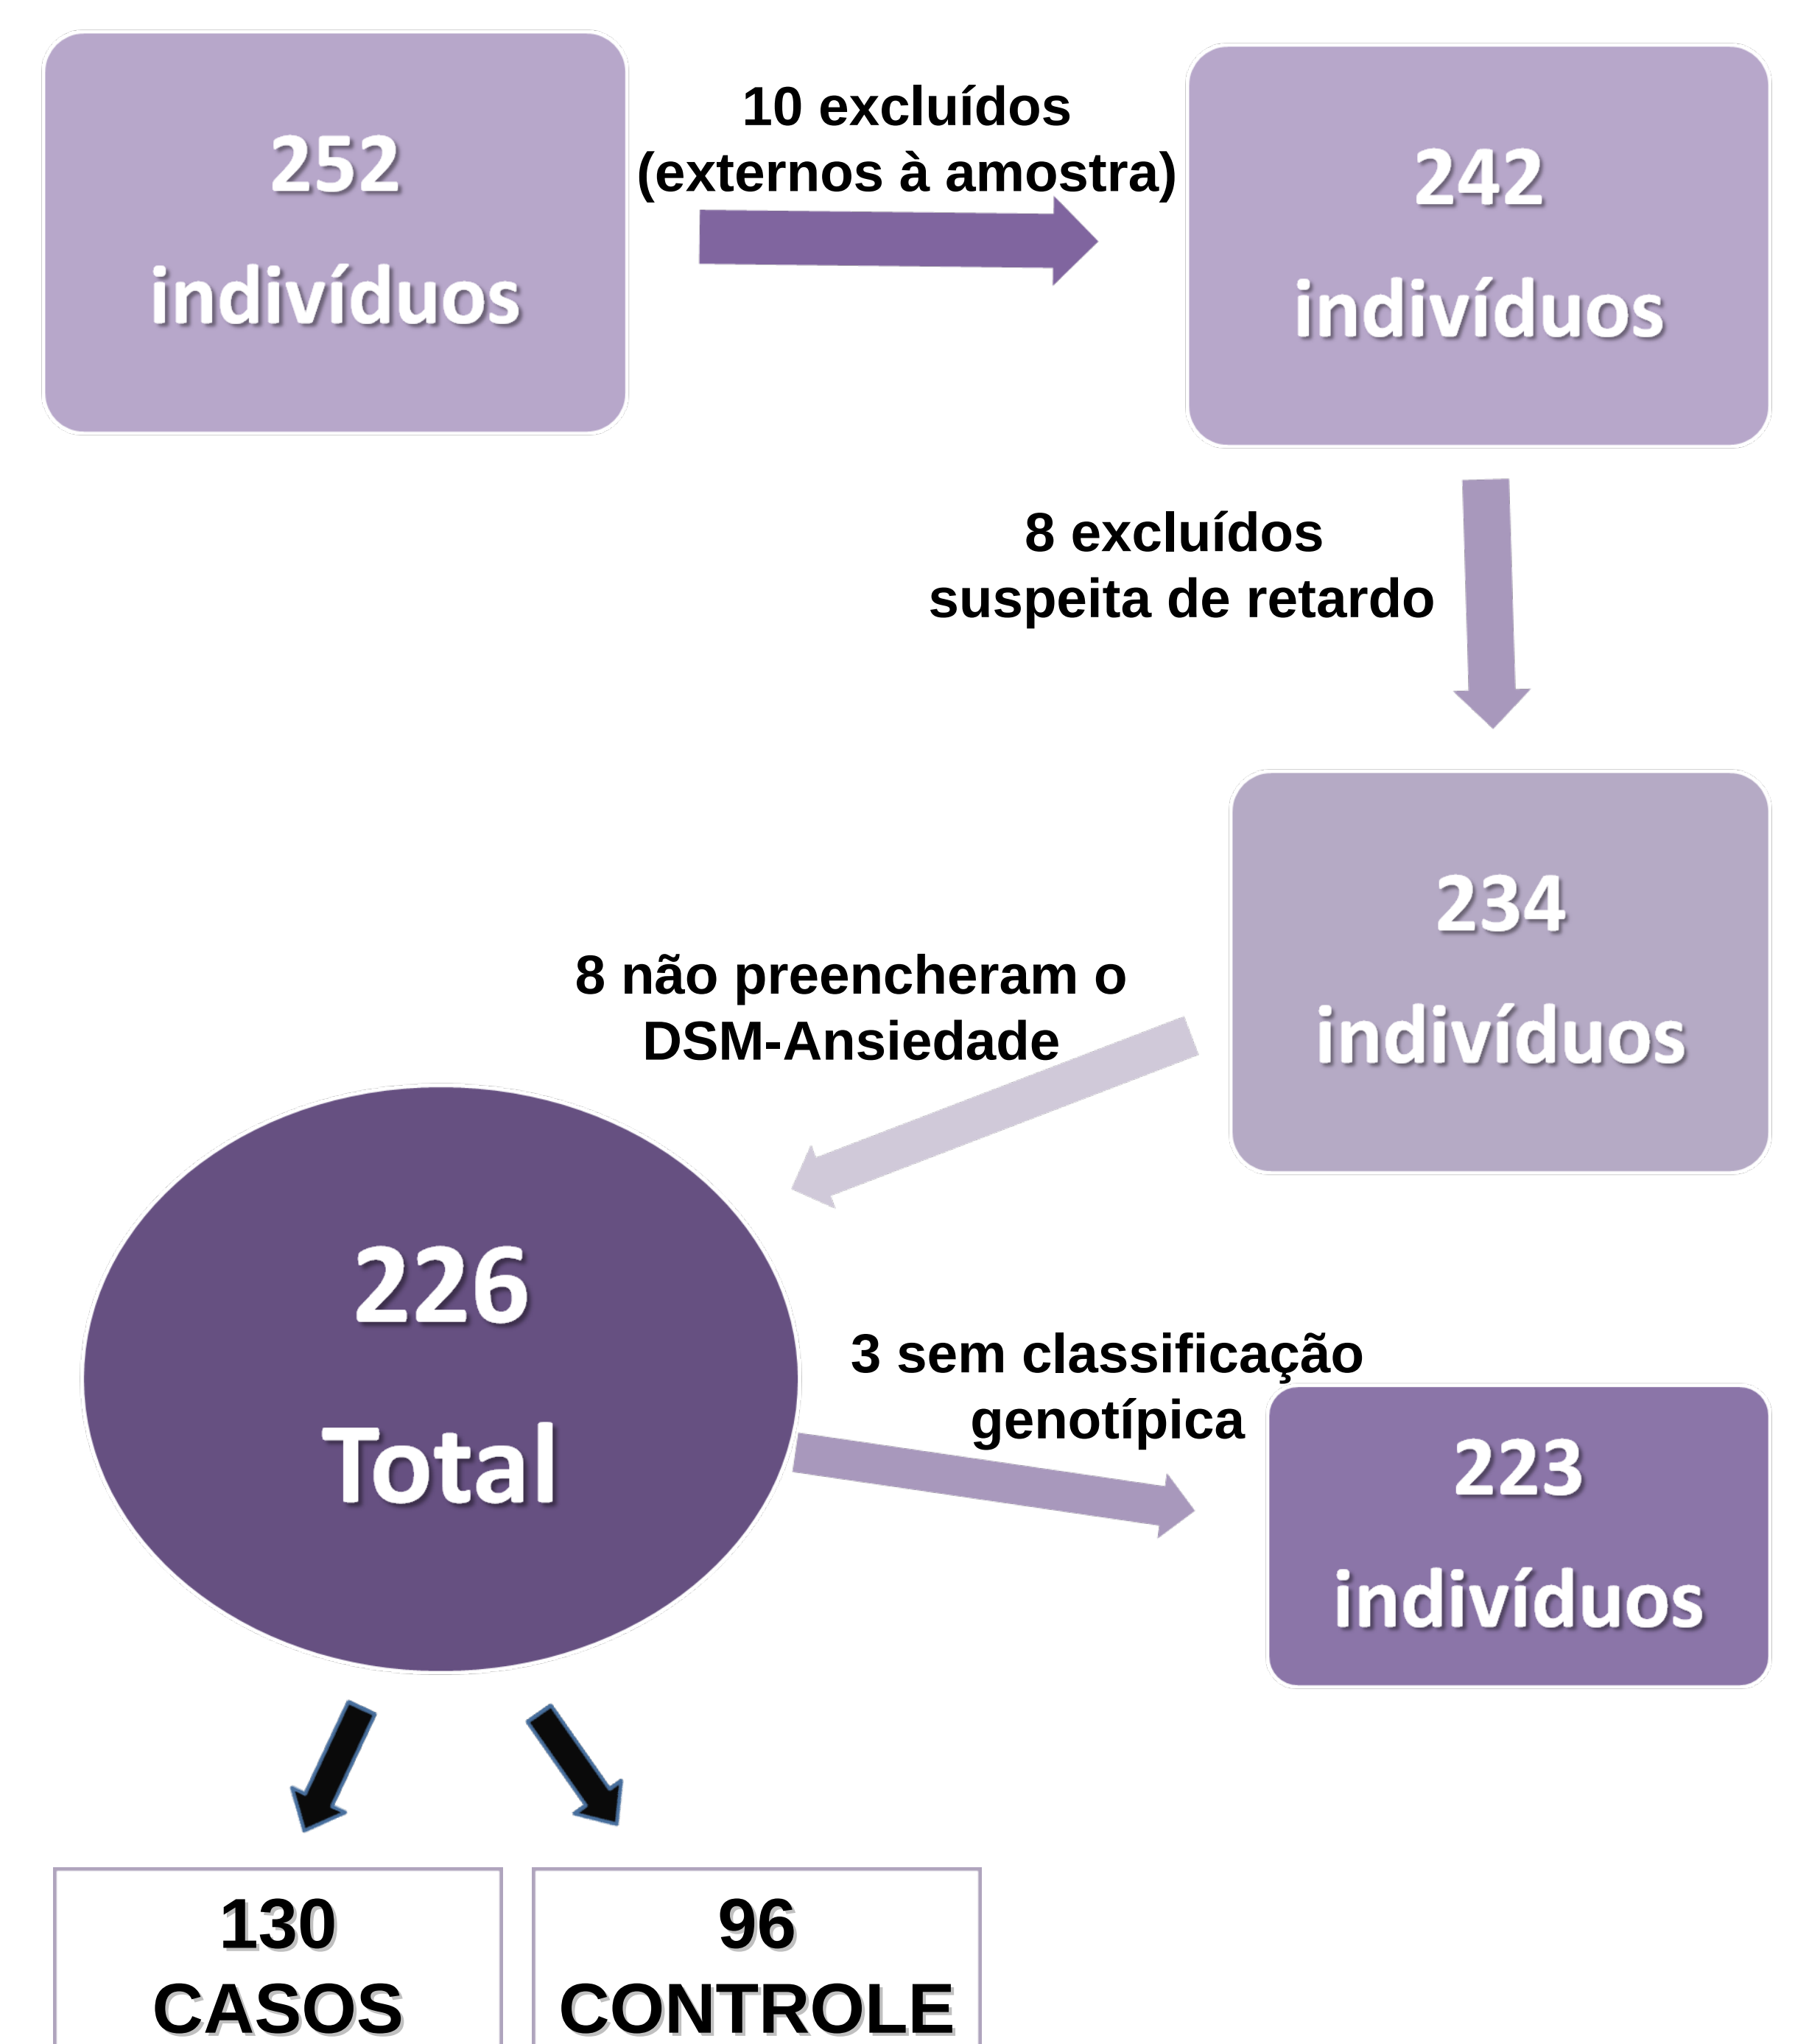 252
indivíduos
10 excluídos
(externos à amostra)
242
indivíduos
8 excluídos
suspeita de retardo
234
indivíduos
8 não preencheram o
DSM-Ansiedade
226
Total
3 sem classificação
genotípica
223
indivíduos
130
CASOS
96
CONTROLE